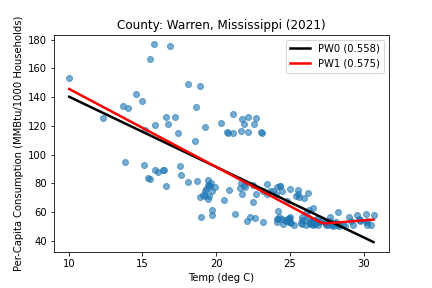 County: Warren, Mississippi (2021)
Per-Capita Consumption (MMBtu/1000 Households)
180
160
140
120
100
80
60
40
PW0 (0.558)
PW1 (0.575)
10
15
20
25
30
Temp (deg C)